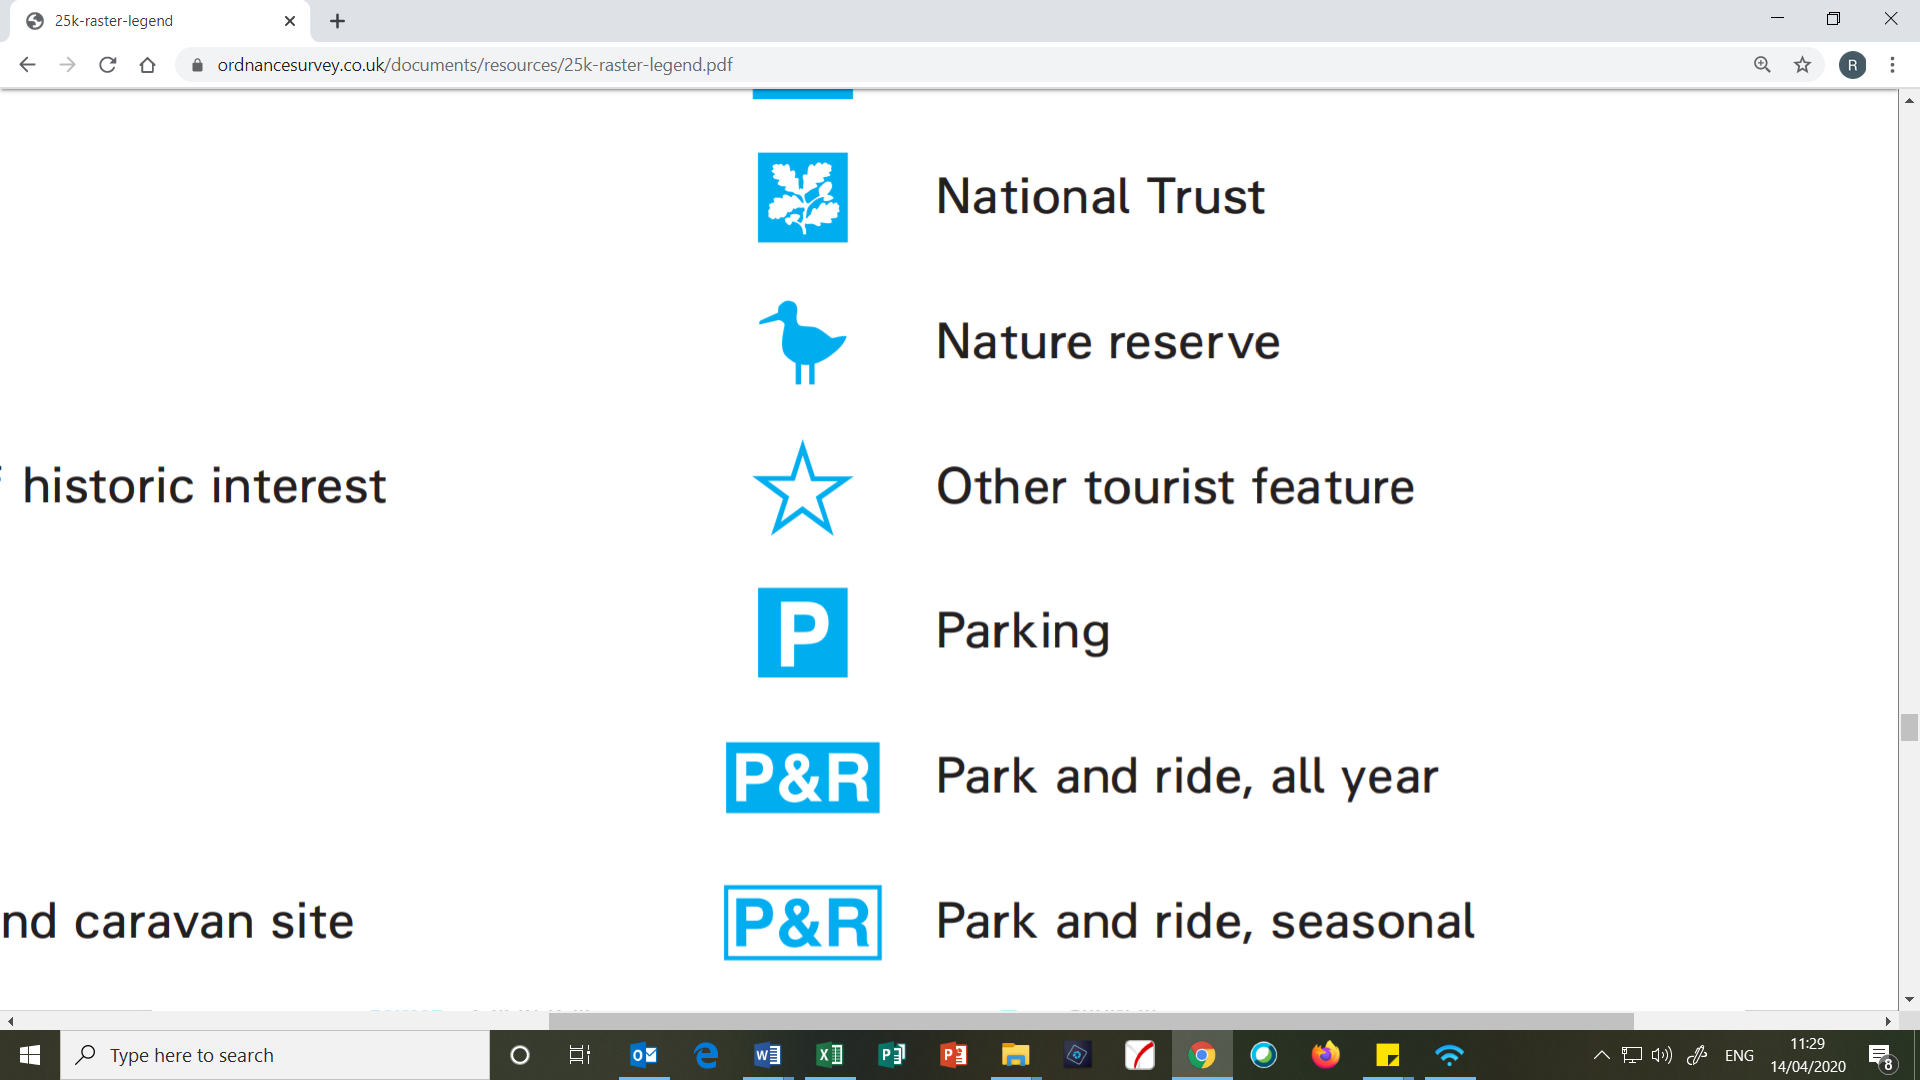 25k-raster-legend
ordnancesurvey.co.uk/documents/resources/25k-raster-legend.pdf
R
National Trust
Nature reserve
historic interest
Other tourist feature
P
Parking
P&R
Park and ride, all year
nd caravan site
P&R
Park and ride, seasonal
Type here to search
ENG
11:29
14/04/2020
8